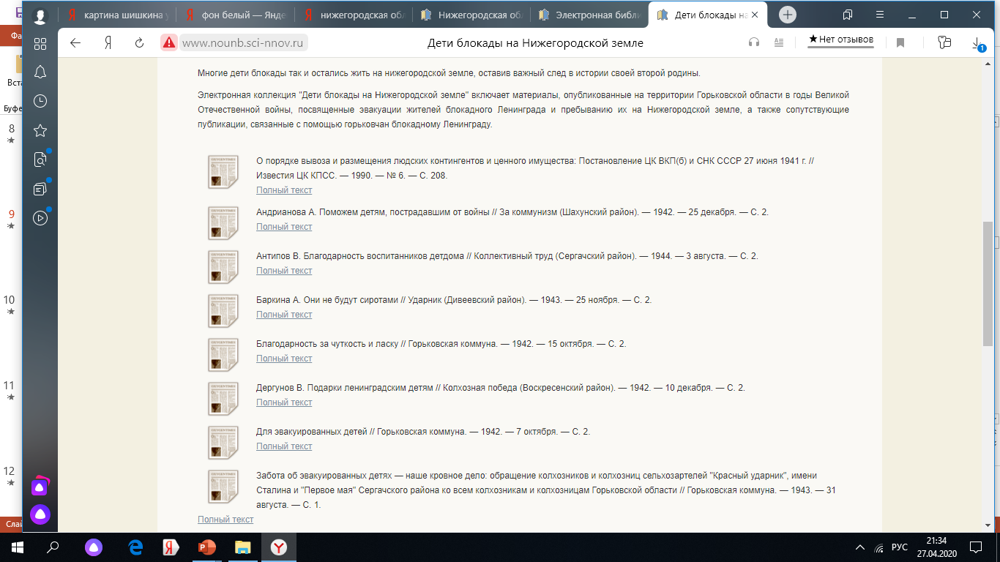 картина шишкина у
фон белый — Янде
нижегородская обл
Нижегородская обл
Электронная библи
Дети блокады на
www.nounb.sci-nnov.ru
Дети блокады на Нижегородской земле
Нет отзывов
1
Фа
Вста
Буфе
8
9
10
11
12
Слай
Многие дети блокады так и остались жить на нижегородской земле, оставив важный след в истории своей второй родины.
Электронная коллекция "Дети блокады на Нижегородской земле" включает материалы, опубликованные на территории Горьковской области в годы Великой
Отечественной войны, посвященные эвакуации жителей блокадного Ленинграда и пребыванию их на Нижегородской земле, а также сопутствующие
публикации, связанные с помощью горьковчан блокадному Ленинграду.
О порядке вывоза и размещения людских контингентов и ценного имущества: Постановление ЦК ВКП(б) и СНК СССР 27 июня 1941 г. //
Известия ЦК КПСС. — 1990. — № 6. — С. 208.
Полный текст
Андрианова А. Поможем детям, пострадавшим от войны // За коммунизм (Шахунский район). — 1942. — 25 декабря. — С. 2.
Полный текст
Антипов В. Благодарность воспитанников детдома // Коллективный труд (Сергачский район). — 1944. — 3 августа. — С. 2.
Полный текст
Баркина А. Они не будут сиротами // Ударник (Дивеевский район). — 1943. — 25 ноября. — С. 2.
Полный текст
Благодарность за чуткость и ласку // Горьковская коммуна. — 1942. — 15 октября. — С. 2.
Полный текст
Дергунов В. Подарки ленинградским детям // Колхозная победа (Воскресенский район). — 1942. — 10 декабря. — С. 2.
Полный текст
Для эвакуированных детей // Горьковская коммуна. — 1942. — 7 октября. — С. 2.
Полный текст
Забота об эвакуированных детях — наше кровное дело: обращение колхозников и колхозниц сельхозартелей "Красный ударник", имени
Сталина и "Первое мая" Сергачского района ко всем колхозникам и колхозницам Горьковской области // Горьковская коммуна. — 1943. — 31
августа. — С. 1.
Полный текст
РУС
21:34
27.04.2020